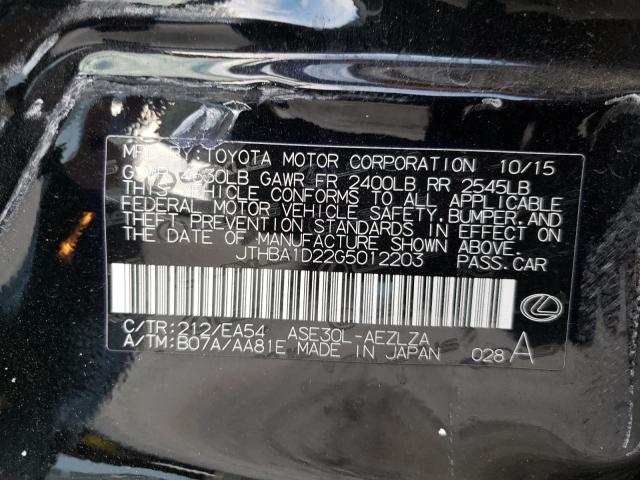 MFD. BY: TOYOTA MOTOR CORPORATION 10/15
GAWR FR 2400LB RR 2545LB
THIS VEHICLE CONFORMS TO ALL APPLICABLE
FEDERAL MOTOR VEHICLE SAFETY, BUMPER, AND
THEFT PREVENTION STANDARDS IN EFFECT ON
THE DATE OF MANUFACTURE SHOWN ABOVE.
JTHBA1D22G5012203 PASS.CAR
C/TR:212/EA54 ASE30L-AEZLZA
A/TM:B07A/AA81E MADE IN JAPAN 028 A